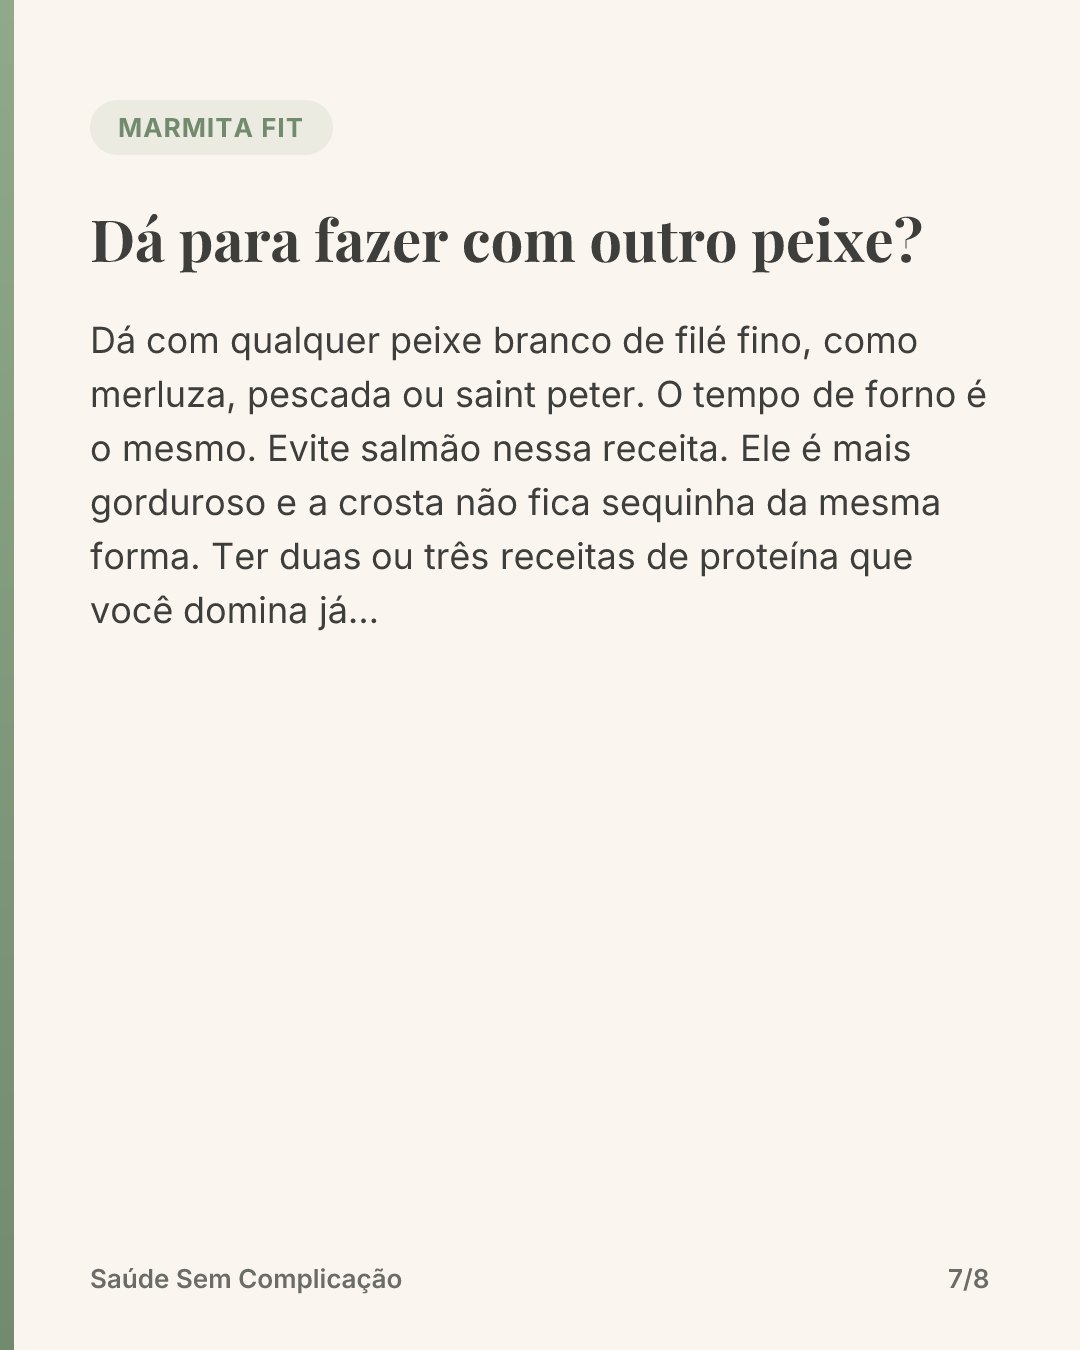 MARMITA FIT
Dá para fazer com outro peixe?
Dá com qualquer peixe branco de filé fino, como
merluza, pescada ou saint peter. O tempo de forno é
o mesmo. Evite salmão nessa receita. Ele é mais
gorduroso e a crosta não fica sequinha da mesma
forma. Ter duas ou três receitas de proteína que
você domina já...
Saúde Sem Complicação
7/8